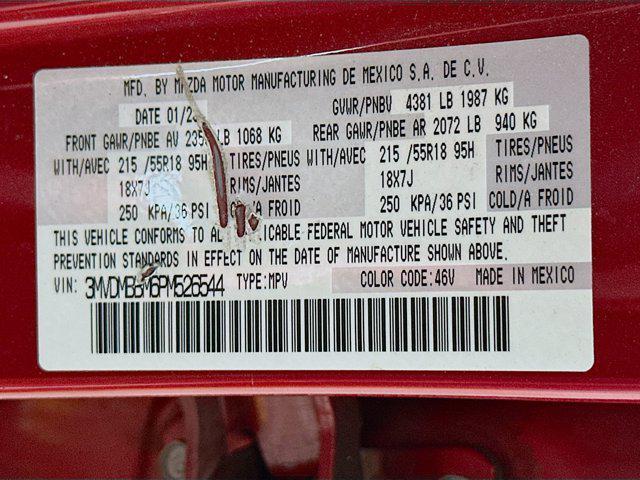 MFD. BY MAZDA MOTOR MANUFACTURING DE MEXICO S.A. DE C.V.
DATE GVWR/PNBV 4381 LB 1987 KG
FRONT GAWR/PNBE AV LB 1068 KG REAR GAWR/PNBE AR 2072 LB 940 KG
WITH/AVEC 215 /55R18 95H TIRES/PNEUS WITH/AVEC 215 /55R18 95H TIRES/PNEUS
18X7J RIMS/JANTES 18X7J RIMS/JANTES
250 KPA/36 PSI FROID 250 KPA/36PSI COLD/A FROID
THIS VEHICLE CONFORMS TO FEDERAL MOTOR VEHICLE SAFETY AND THEFT
PREVENTION STANDARDS IN EFFECT ON THE DATE OF MANUFACTURE SHOWN ABOVE.
VIN: TYPE:MPV COLOR CODE:46V MADE IN MEXICO